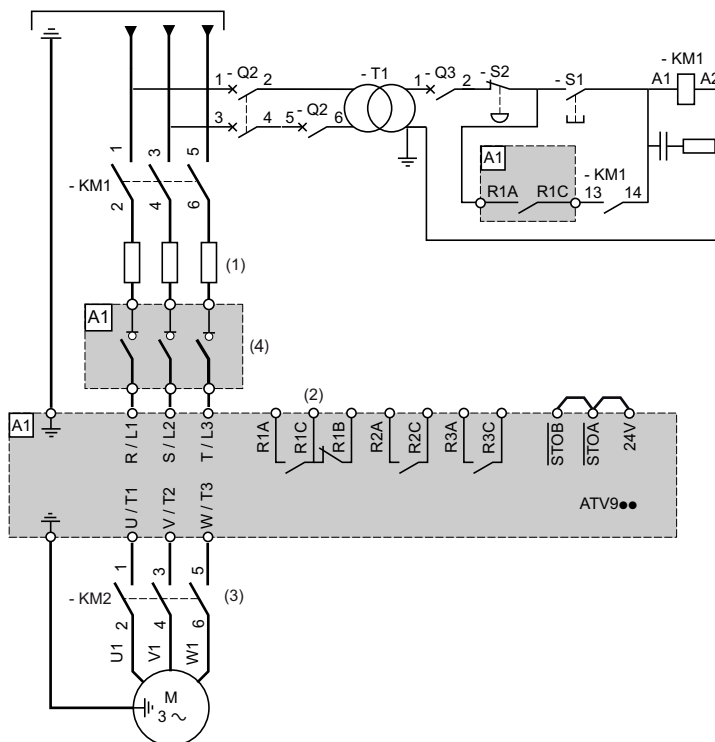 1 - Q2 2
- T1
1 - Q3 2
- S2
- S1
- KM1
A1 A2
3 4 5 - Q2 6
A1
R1A R1C
- KM1
13 14
1 3 5
- KM1
2 4 6
(1)
A1
(4)
(2)
A1
R / L1 S / L2 T / L3
R1A R1C R1B R2A R2C R3A R3C
STOB STOA 24V
U / T1 V / T2 W / T3
ATV9●●
1 3 5
- KM2
(3)
2 4 6
U1 V1 W1
M
3 ~